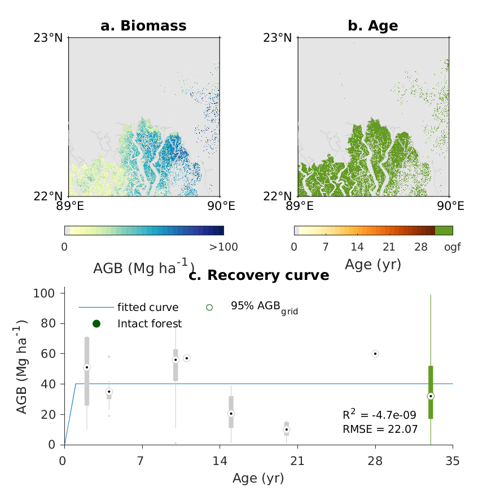 a. Biomass
b. Age
23°N
22°N
89°E
90°E
23°N
22°N
89°E
90°E
0
>100
AGB (Mg ha-1)
0
7
14
21
28
ogf
Age (yr)
c. Recovery curve
AGB (Mg ha-1)
100
80
60
40
20
0
fitted curve
95% AGBgrid
Intact forest
R2 = -4.7e-09
RMSE = 22.07
0
7
14
21
28
35
Age (yr)